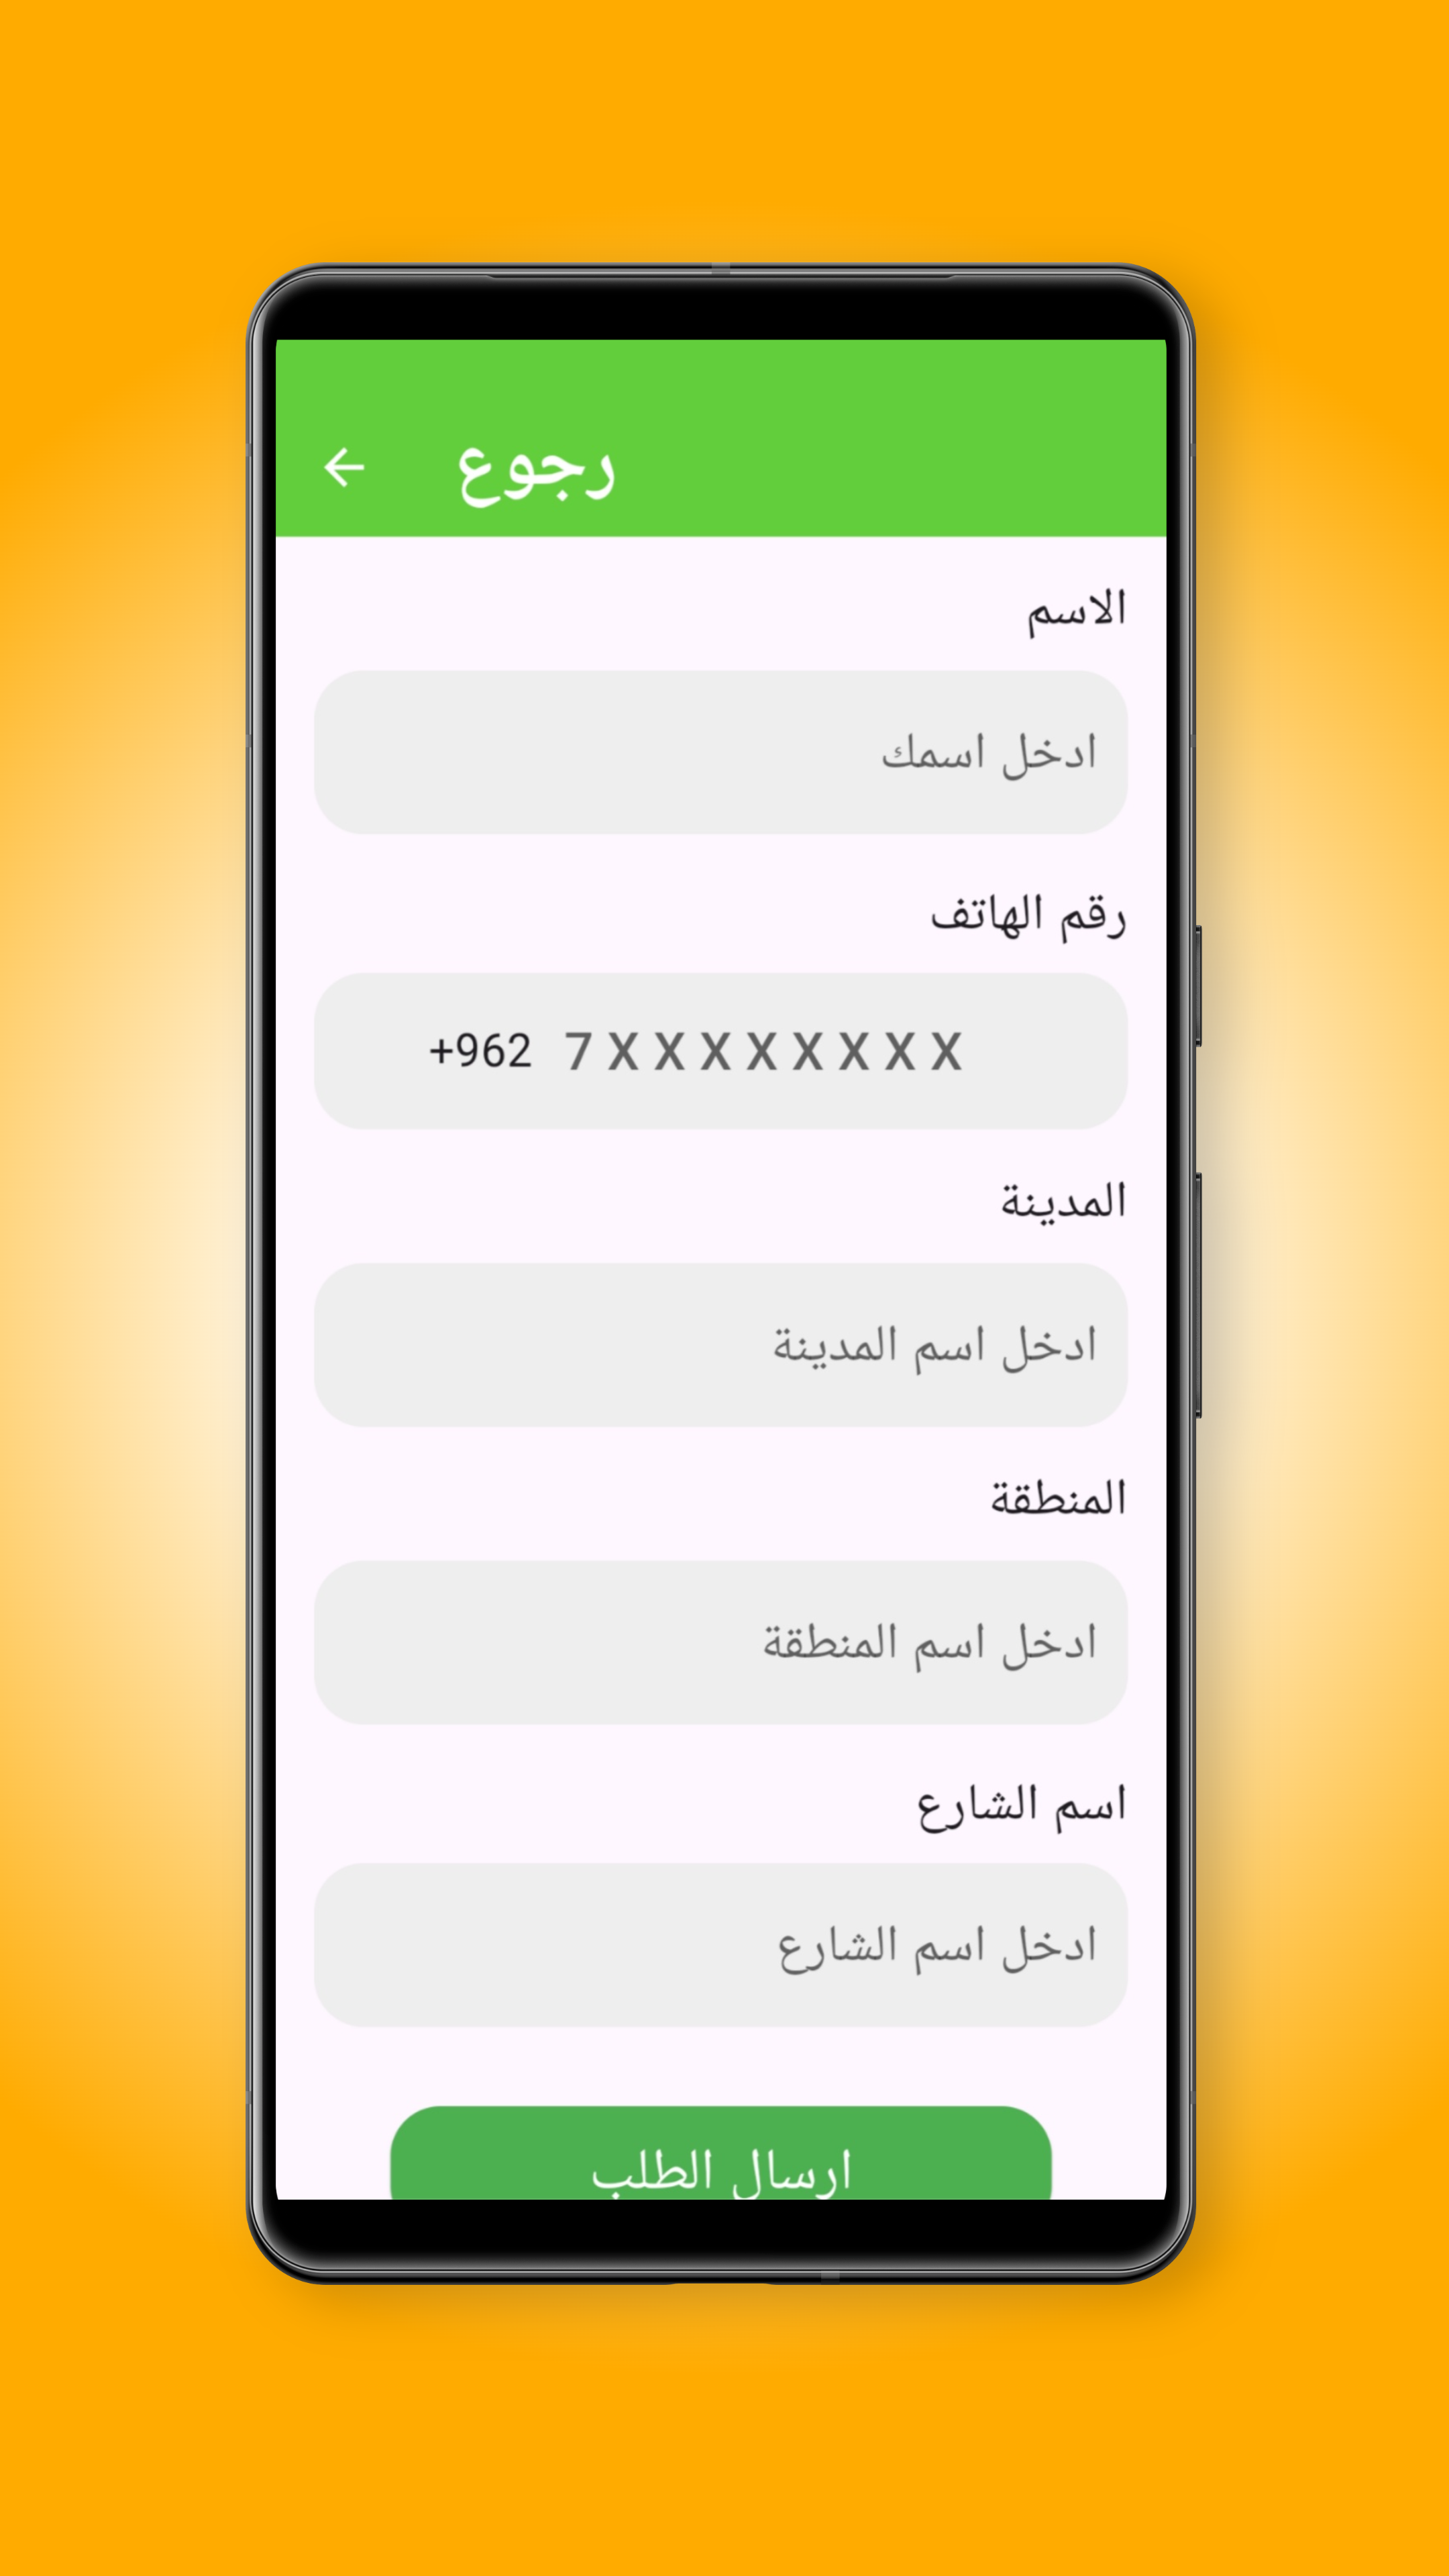 رجوع
الاسم
ادخل اسمك
رقم الهاتف
+962 7XXXXXXXX
المدينة
ادخل اسم المدينة
المنطقة
ادخل اسم المنطقة
اسم الشارع
ادخل اسم الشارع
ارسال الطلب